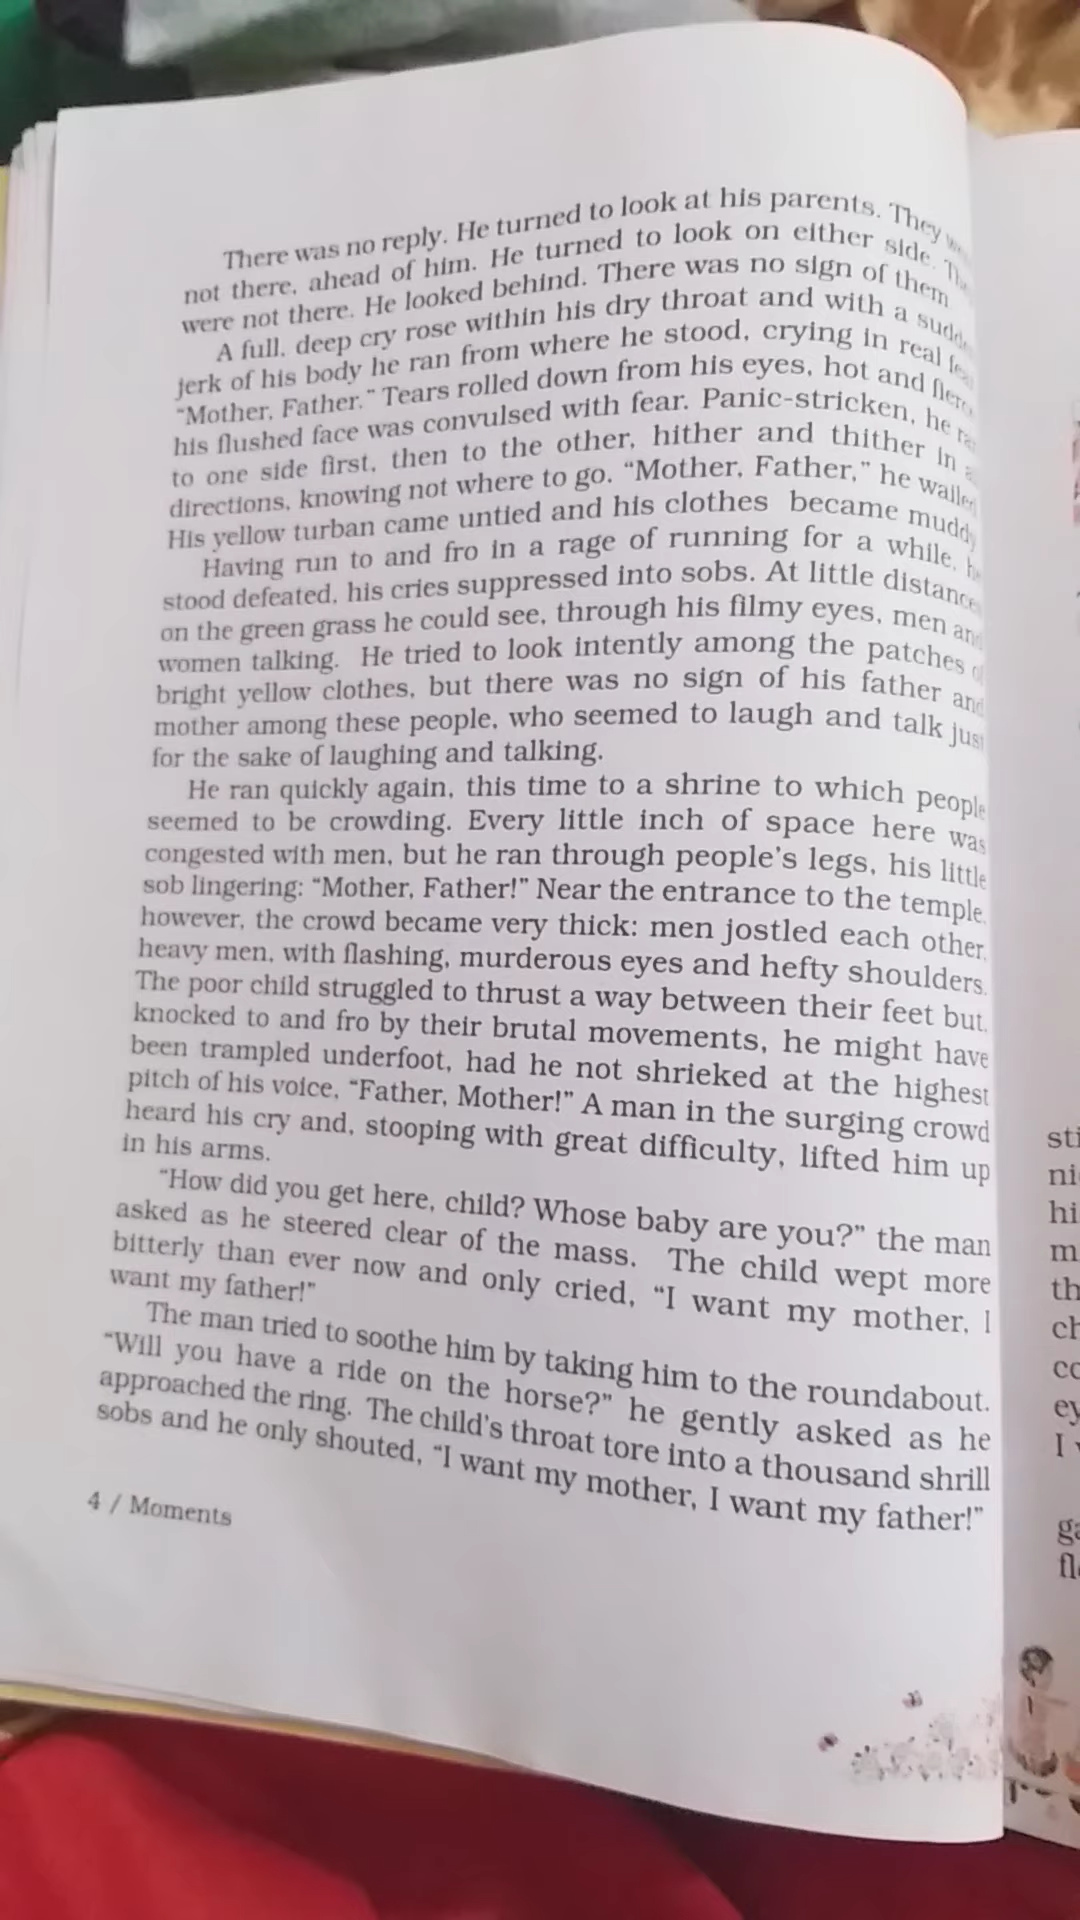 There was no reply. He turned to look at his parents. They
not there, ahead of him. He turned to look on either side.
were not there. He looked behind. There was no sign of them
A full, deep cry rose within his dry throat and with a
jerk of his body he ran from where he stood, crying in real
“Mother, Father.” Tears rolled down from his eyes, hot and fierce
his flushed face was convulsed with fear. Panic-stricken, he
to one side first, then to the other, hither and thither in
directions, knowing not where to go. “Mother, Father,” he wailed
His yellow turban came untied and his clothes became muddy
Having run to and fro in a rage of running for a while,
stood defeated, his cries suppressed into sobs. At little distance
on the green grass he could see, through his filmy eyes, men and
women talking. He tried to look intently among the patches
bright yellow clothes, but there was no sign of his father and
mother among these people, who seemed to laugh and talk just
for the sake of laughing and talking.
He ran quickly again, this time to a shrine to which people
seemed to be crowding. Every little inch of space here was
congested with men, but he ran through people’s legs, his little
sob lingering: “Mother, Father!” Near the entrance to the temple,
however, the crowd became very thick: men jostled each other,
heavy men, with flashing, murderous eyes and hefty shoulders.
The poor child struggled to thrust a way between their feet but,
knocked to and fro by their brutal movements, he might have
been trampled underfoot, had he not shrieked at the highest
pitch of his voice, “Father, Mother!” A man in the surging crowd
heard his cry and, stooping with great difficulty, lifted him up
in his arms.
“How did you get here, child? Whose baby are you?” the man
asked as he steered clear of the mass. The child wept more
bitterly than ever now and only cried, “I want my mother, I
want my father!”
The man tried to soothe him by taking him to the roundabout.
“Will you have a ride on the horse?” he gently asked as he
approached the ring. The child’s throat tore into a thousand shrill
sobs and he only shouted, “I want my mother, I want my father!”
4 / Moments